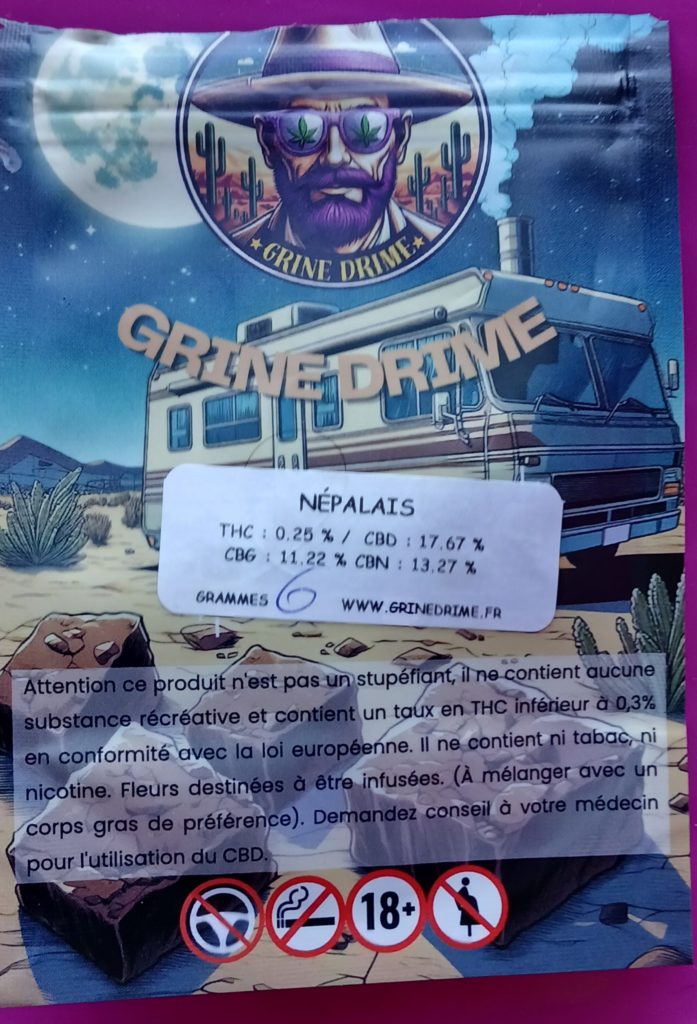 GRINE DRIME
GRINE DRIME
NÉPALAIS
THC : 0.25 % / CBD : 17.67 %
CBG : 11.22 % CBN : 13.27 %
GRAMMES 6 WWW.GRINEDRIME.FR
Attention ce produit n'est pas un stupéfiant, il ne contient aucune
substance récréative et contient un taux en THC inférieur à 0,3%
en conformité avec la loi européenne. Il ne contient ni tabac, ni
nicotine. Fleurs destinées à être infusées. (À mélanger avec un
corps gras de préférence). Demandez conseil à votre médecin
pour l'utilisation du CBD.
18+